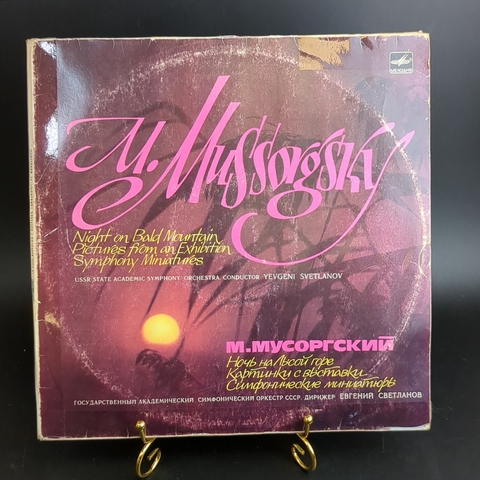 M. Mussorgsky
Night on Bald Mountain
Pictures from an Exhibition
Symphony Miniatures
USSR STATE ACADEMIC SYMPHONY ORCHESTRA, CONDUCTOR YEVGENI SVETLANOV
М.МУСОРГСКИЙ
Ночь на Лысой горе
Картинки с выставки
Симфонические миниатюры
ГОСУДАРСТВЕННЫЙ АКАДЕМИЧЕСКИЙ СИМФОНИЧЕСКИЙ ОРКЕСТР СССР. ДИРИЖЕР ЕВГЕНИЙ СВЕТЛАНОВ